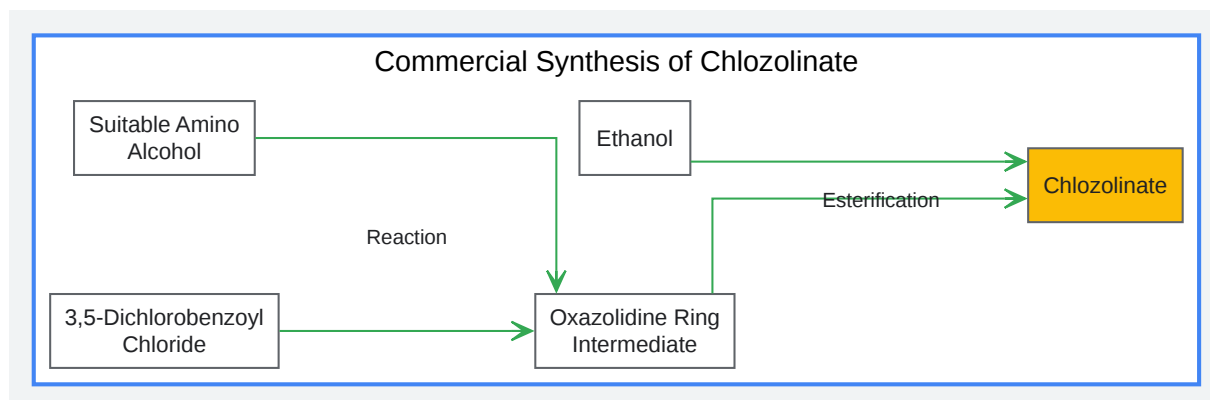 Commercial Synthesis of Chlozolinate
Suitable Amino
Alcohol
Ethanol
Chlozolinate
Esterification
Reaction
3,5-Dichlorobenzoyl
Chloride
Oxazolidine Ring
Intermediate